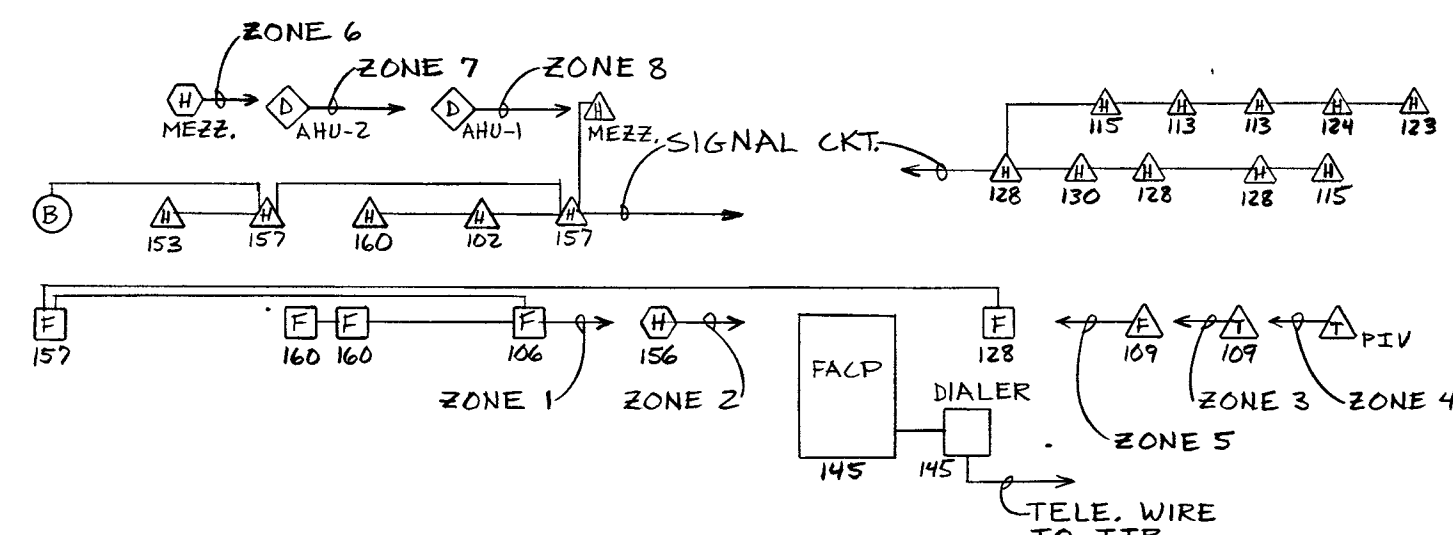 ZONE 6
ZONE 7
ZONE 8
H
D
D
H
MEZZ.
AHU-2
AHU-1
MEZZ.
SIGNAL CKT.
H H H H H
115 113 113 124 123
H H H H H
128 130 128 128 115
B H H H H H
153 157 160 102 157
F F F F H F F T T
157 160 160 106 156 128 109 109 PIV
FACP
DIALER
ZONE 1 ZONE 2 ZONE 3 ZONE 4
ZONE 5
145 145
TELE. WIRE
TO TTB